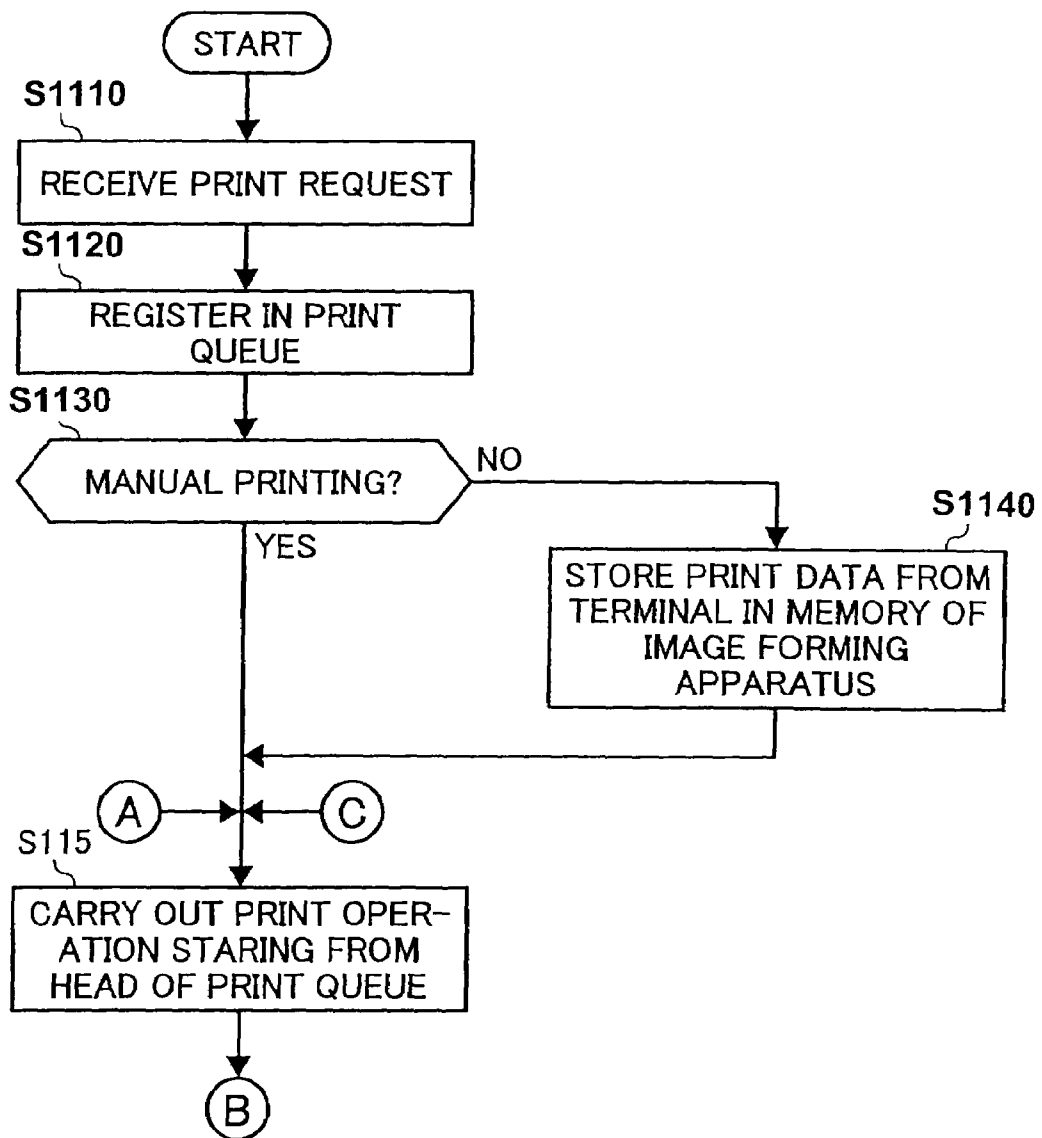 START
S1110
RECEIVE PRINT REQUEST
S1120
REGISTER IN PRINT
QUEUE
S1130
MANUAL PRINTING?
NO
YES
S1140
STORE PRINT DATA FROM
TERMINAL IN MEMORY OF
IMAGE FORMING
APPARATUS
A
C
S115
CARRY OUT PRINT OPER-
ATION STARING FROM
HEAD OF PRINT QUEUE
B